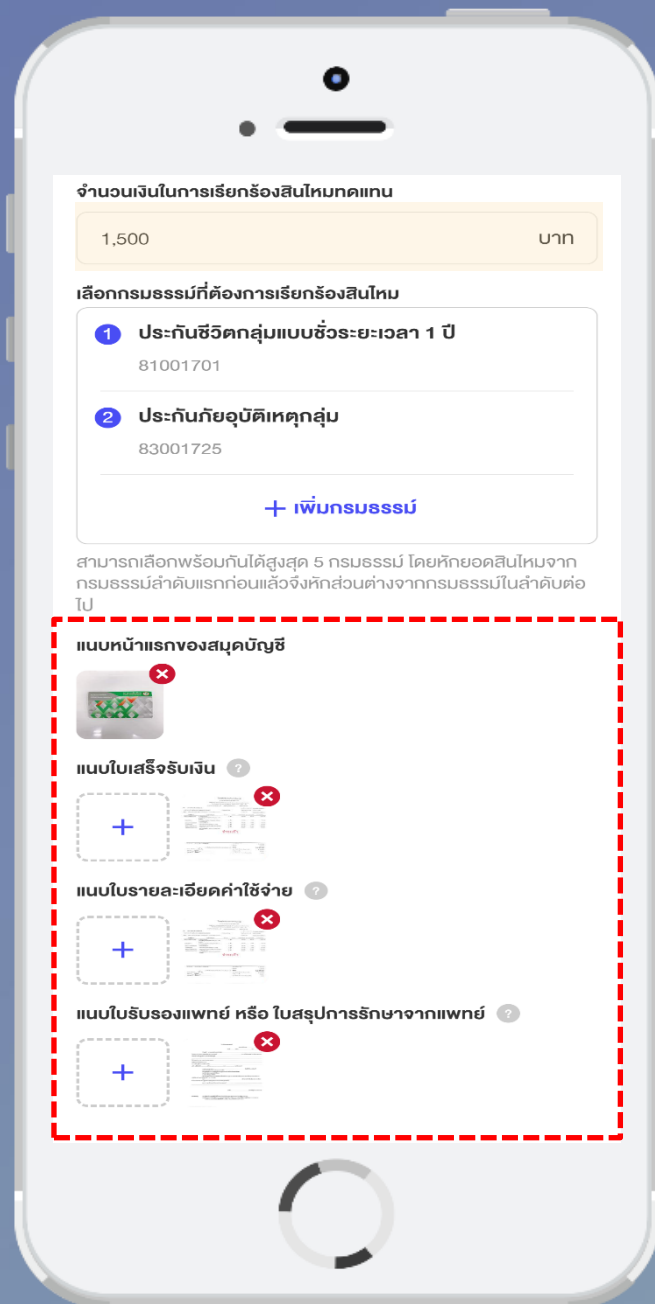 จำนวนเงินในการเรียกร้องสินไหมทดแทน
1,500 บาท
เลือกกรมธรรม์ที่ต้องการเรียกร้องสินไหม
1 ประกันชีวิตกลุ่มแบบชั่วระยะเวลา 1 ปี
81001701
2 ประกันภัยอุบัติเหตุกลุ่ม
83001725
+ เพิ่มกรมธรรม์
สามารถเลือกพร้อมกันได้สูงสุด 5 กรมธรรม์ โดยหักยอดสินไหมจาก
กรมธรรม์ลำดับแรกก่อนแล้วจึงหักส่วนต่างจากกรมธรรม์ในลำดับต่อ
ไป
แนบหน้าแรกของสมุดบัญชี
แนบใบเสร็จรับเงิน ?
แนบใบรายละเอียดค่าใช้จ่าย ?
แนบใบรับรองแพทย์ หรือ ใบสรุปการรักษาจากแพทย์ ?